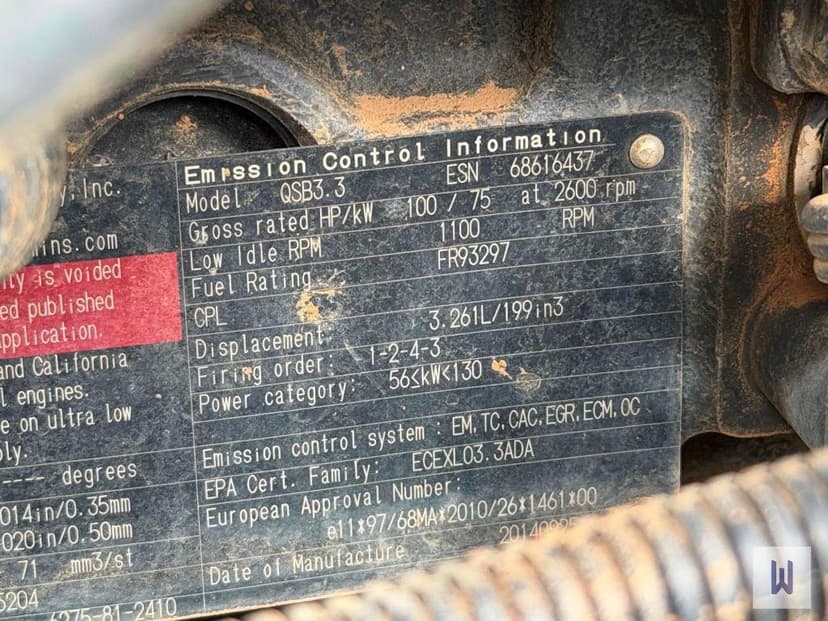 y, Inc.
ins.com
ty is voided
ed published
pplication.
and California
l engines.
e on ultra low
ply.
---- degrees
014in/0.35mm
020in/0.50mm
71 mm3/st
5204
6275-81-2410
Emission Control Information
Model QSB3.3 ESN 68616437
Gross rated HP/kW 100 / 75 at 2600 rpm
Low Idle RPM 1100 RPM
Fuel Rating FR93297
CPL
Displacement: 3.261L/199in3
Firing order: 1-2-4-3
Power category: 56≤kW<130
Emission control system : EM, TC, CAC, EGR, ECM, OC
EPA Cert. Family: ECEXL03.3ADA
European Approval Number:
e11*97/68MA*2010/26*1461*00
Date of Manufacture
W